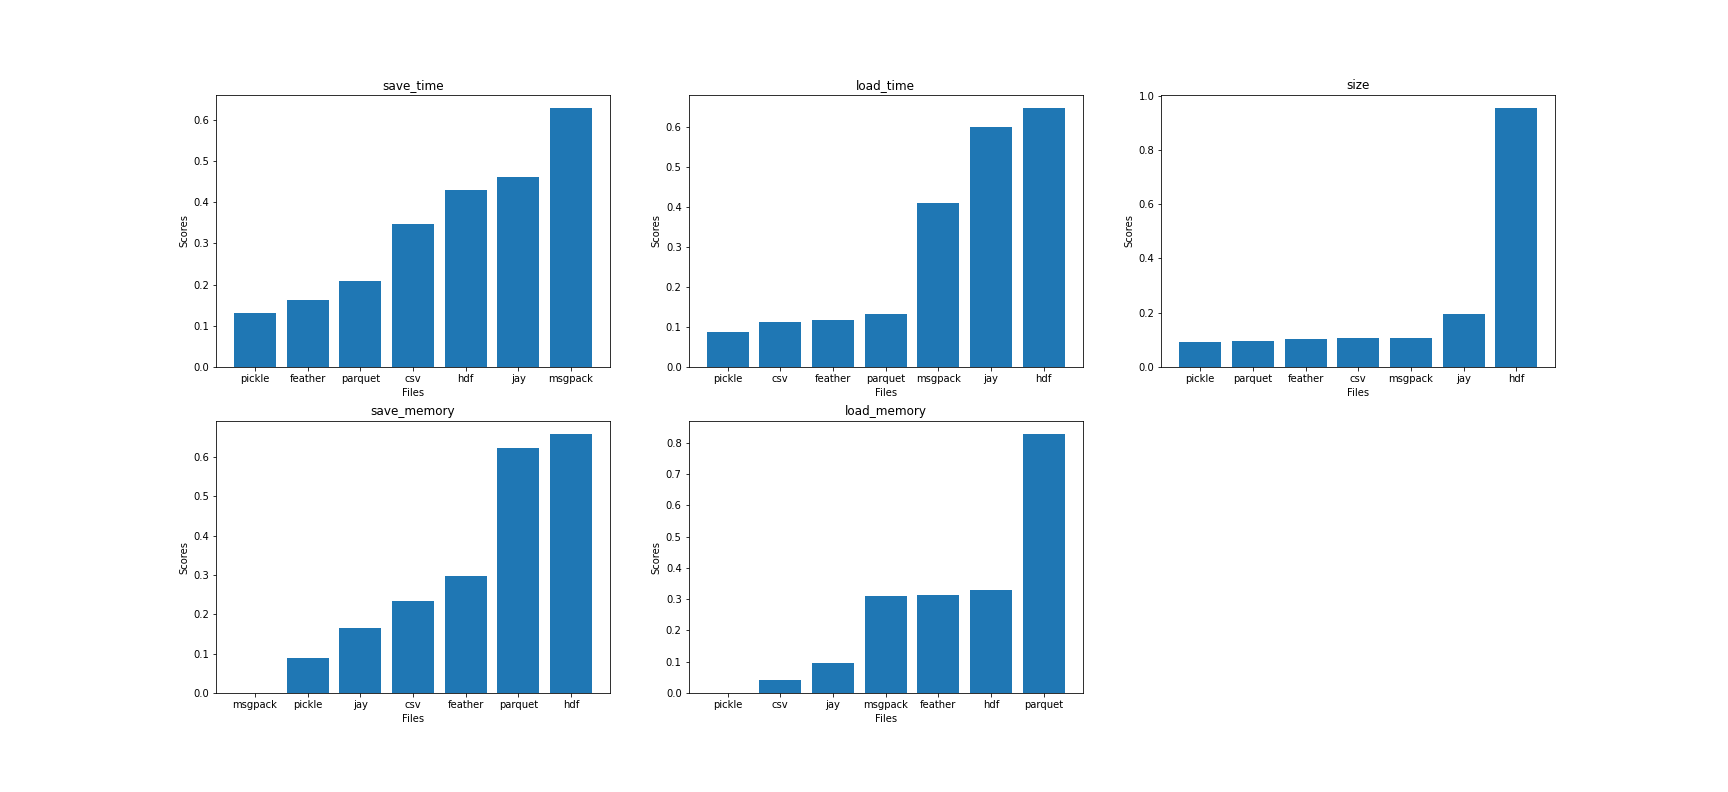 save_time
0.6
0.5
0.4
0.3
0.2
0.1
0.0
Scores
pickle feather parquet csv hdf jay msgpack
Files
load_time
0.6
0.5
0.4
0.3
0.2
0.1
0.0
Scores
pickle csv feather parquet msgpack jay hdf
Files
size
1.0
0.8
0.6
0.4
0.2
0.0
Scores
pickle parquet feather csv msgpack jay hdf
Files
save_memory
0.6
0.5
0.4
0.3
0.2
0.1
0.0
Scores
msgpack pickle jay csv feather parquet hdf
Files
load_memory
0.8
0.7
0.6
0.5
0.4
0.3
0.2
0.1
0.0
Scores
pickle csv jay msgpack feather hdf parquet
Files